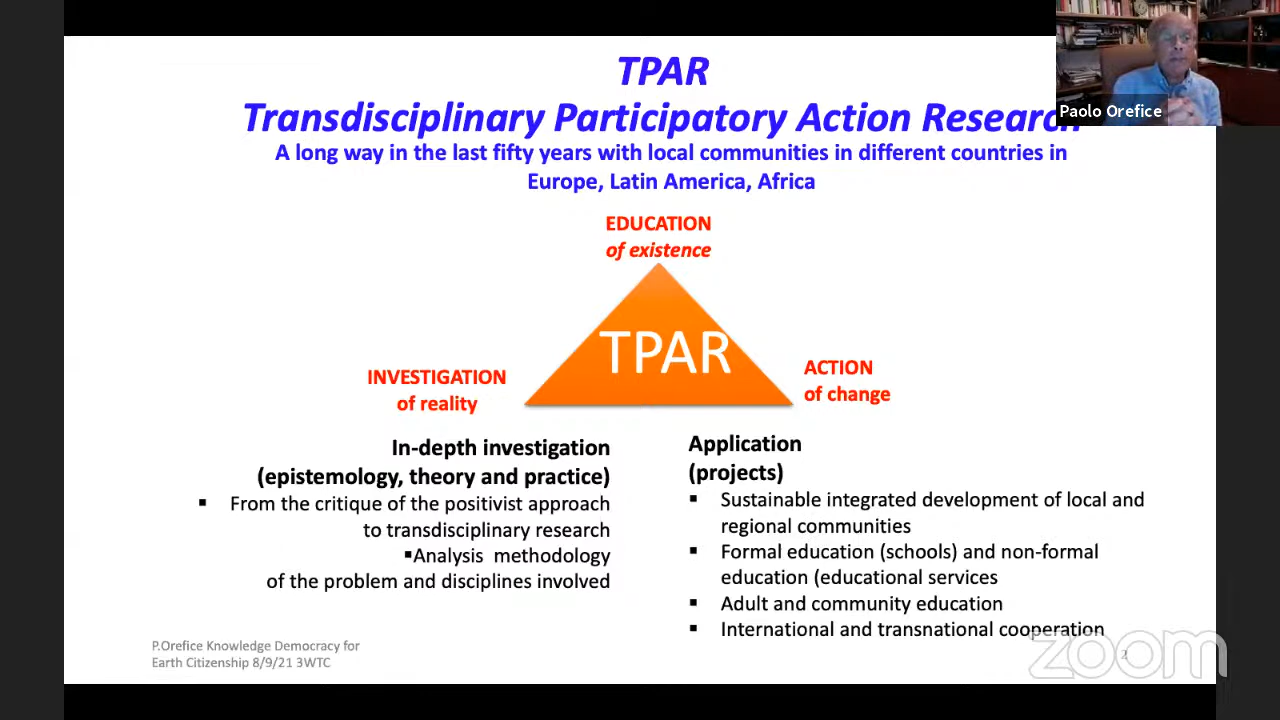 TPAR
Transdisciplinary Participatory Action Research
Paolo Orefice
A long way in the last fifty years with local communities in different countries in
Europe, Latin America, Africa
EDUCATION
of existence
TPAR
INVESTIGATION
of reality
ACTION
of change
In-depth investigation
(epistemology, theory and practice)
▪ From the critique of the positivist approach
to transdisciplinary research
▪Analysis methodology
of the problem and disciplines involved
Application
(projects)
▪ Sustainable integrated development of local and
regional communities
▪ Formal education (schools) and non-formal
education (educational services
▪ Adult and community education
▪ International and transnational cooperation
P.Orefice Knowledge Democracy for
Earth Citizenship 8/9/21 3WTC
2
zoom